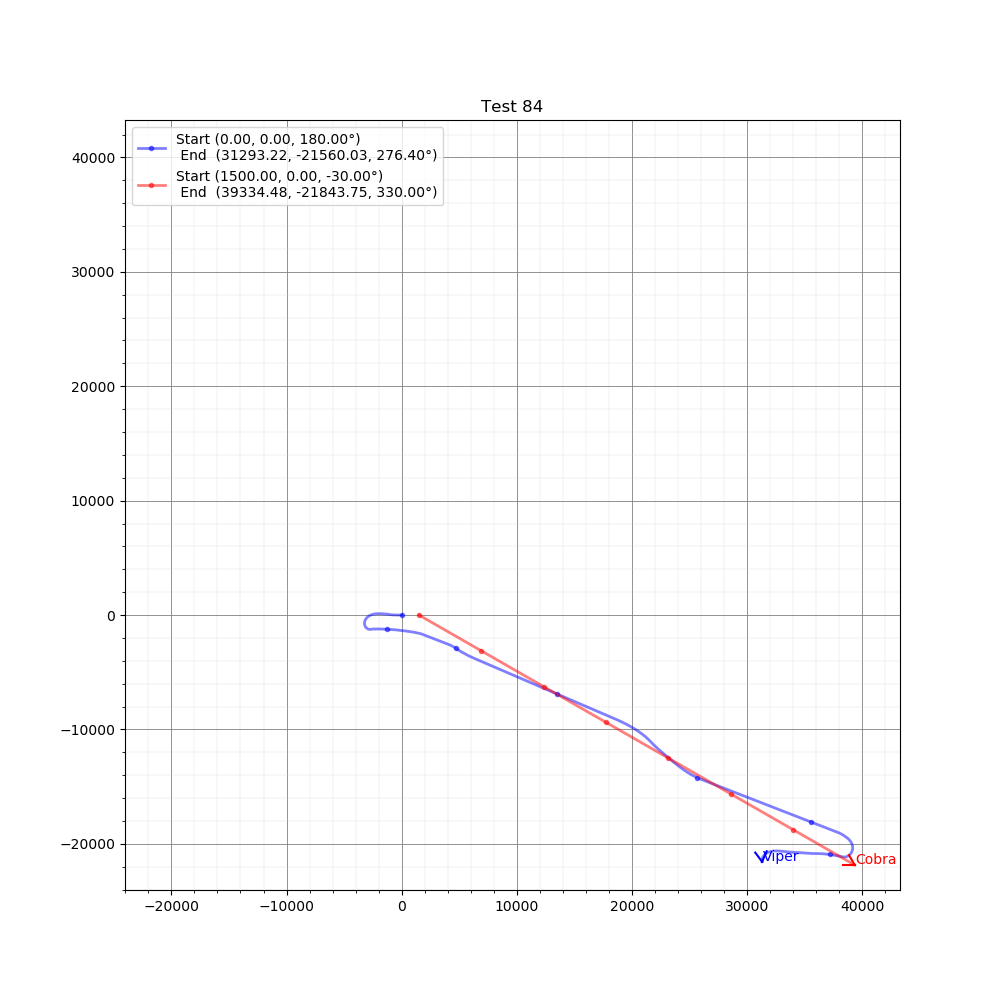 Test 84
Start (0.00, 0.00, 180.00°)
End (31293.22, -21560.03, 276.40°)
Start (1500.00, 0.00, -30.00°)
End (39334.48, -21843.75, 330.00°)
40000
30000
20000
10000
0
−10000
−20000
Viper
Cobra
−20000 −10000 0 10000 20000 30000 40000